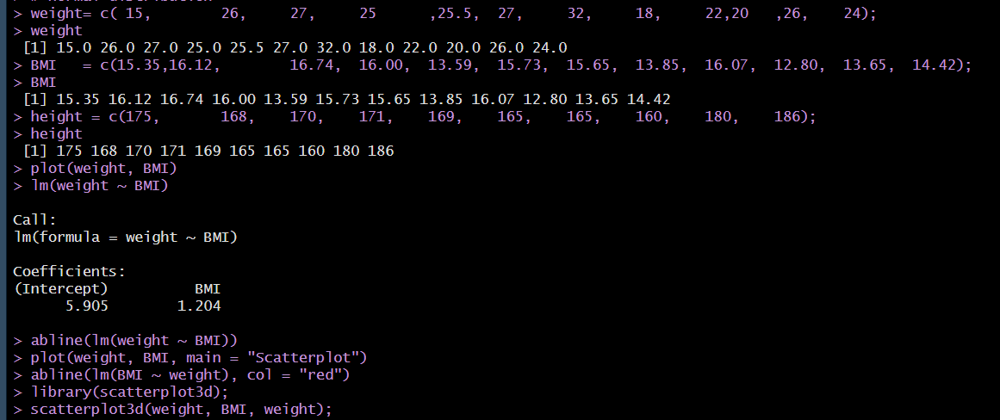 > weight= c( 15, 26, 27, 25 ,25.5, 27, 32, 18, 22,20 ,26, 24);
> weight
[1] 15.0 26.0 27.0 25.0 25.5 27.0 32.0 18.0 22.0 20.0 26.0 24.0
> BMI = c(15.35,16.12, 16.74, 16.00, 13.59, 15.73, 15.65, 13.85, 16.07, 12.80, 13.65, 14.42);
> BMI
[1] 15.35 16.12 16.74 16.00 13.59 15.73 15.65 13.85 16.07 12.80 13.65 14.42
> height = c(175, 168, 170, 171, 169, 165, 165, 160, 180, 186);
> height
[1] 175 168 170 171 169 165 165 160 180 186
> plot(weight, BMI)
> lm(weight ~ BMI)
Call:
lm(formula = weight ~ BMI)
Coefficients:
(Intercept) BMI
5.905 1.204
> abline(lm(weight ~ BMI))
> plot(weight, BMI, main = "Scatterplot")
> abline(lm(BMI ~ weight), col = "red")
> library(scatterplot3d);
> scatterplot3d(weight, BMI, weight);